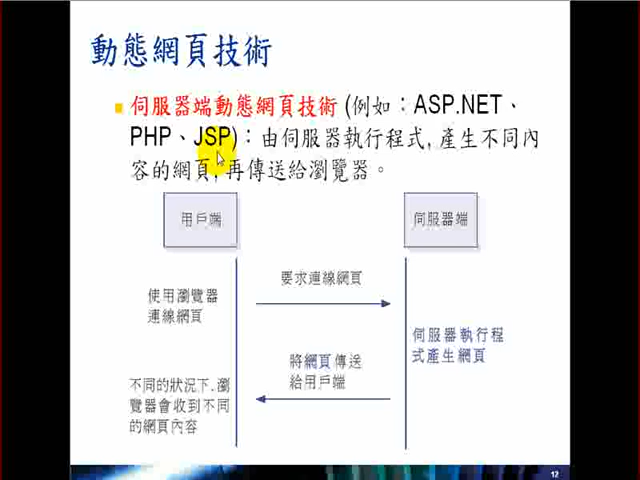 動態網頁技術
伺服器端動態網頁技術 (例如：ASP.NET、
PHP、JSP)：由伺服器執行程式, 產生不同內
容的網頁, 再傳送給瀏覽器。
用戶端
伺服器端
要求連線網頁
使用瀏覽器
連線網頁
伺服器執行程
式產生網頁
將網頁傳送
給用戶端
不同的狀況下, 瀏
覽器會收到不同
的網頁內容
12